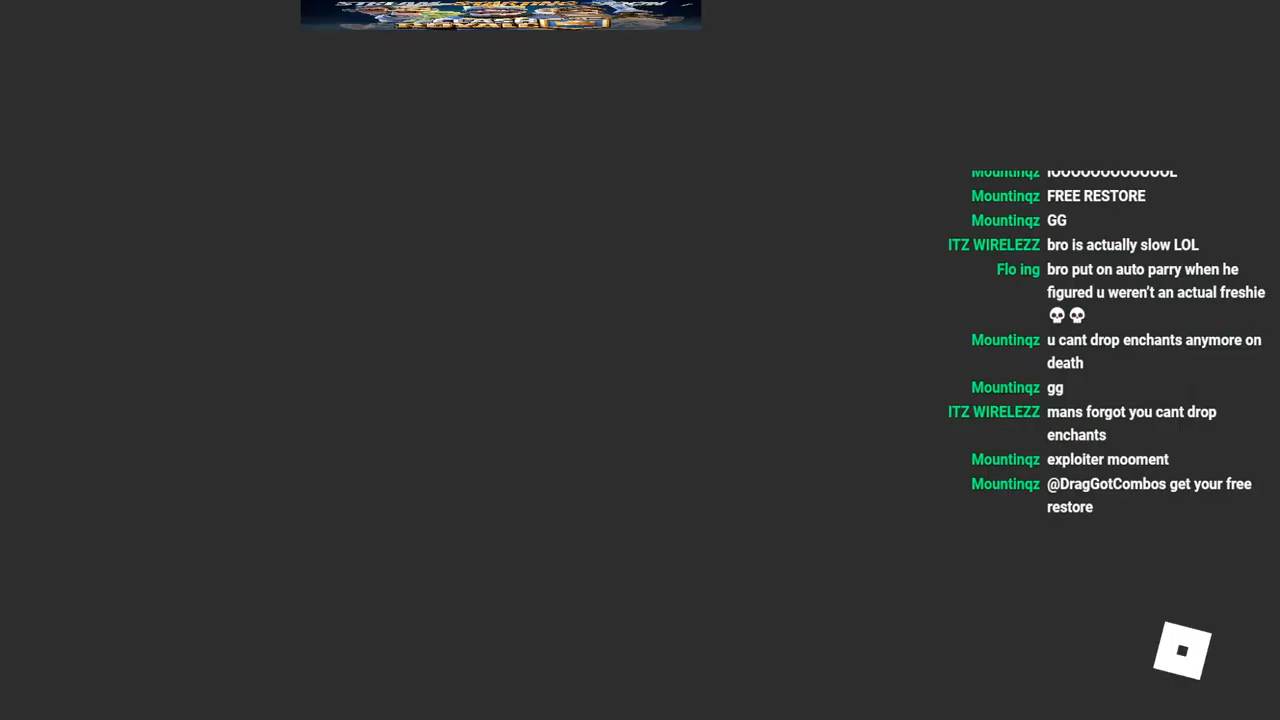 STREAM STARTING
Mountinqz
FREE RESTORE
Mountinqz GG
ITZ WIRELEZZ bro is actually slow LOL
Flo ing bro put on auto parry when he
figured u weren't an actual freshie
💀💀
Mountinqz u cant drop enchants anymore on
death
Mountinqz gg
ITZ WIRELEZZ mans forgot you cant drop
enchants
Mountinqz exploiter mooment
Mountinqz @DragGotCombos get your free
restore